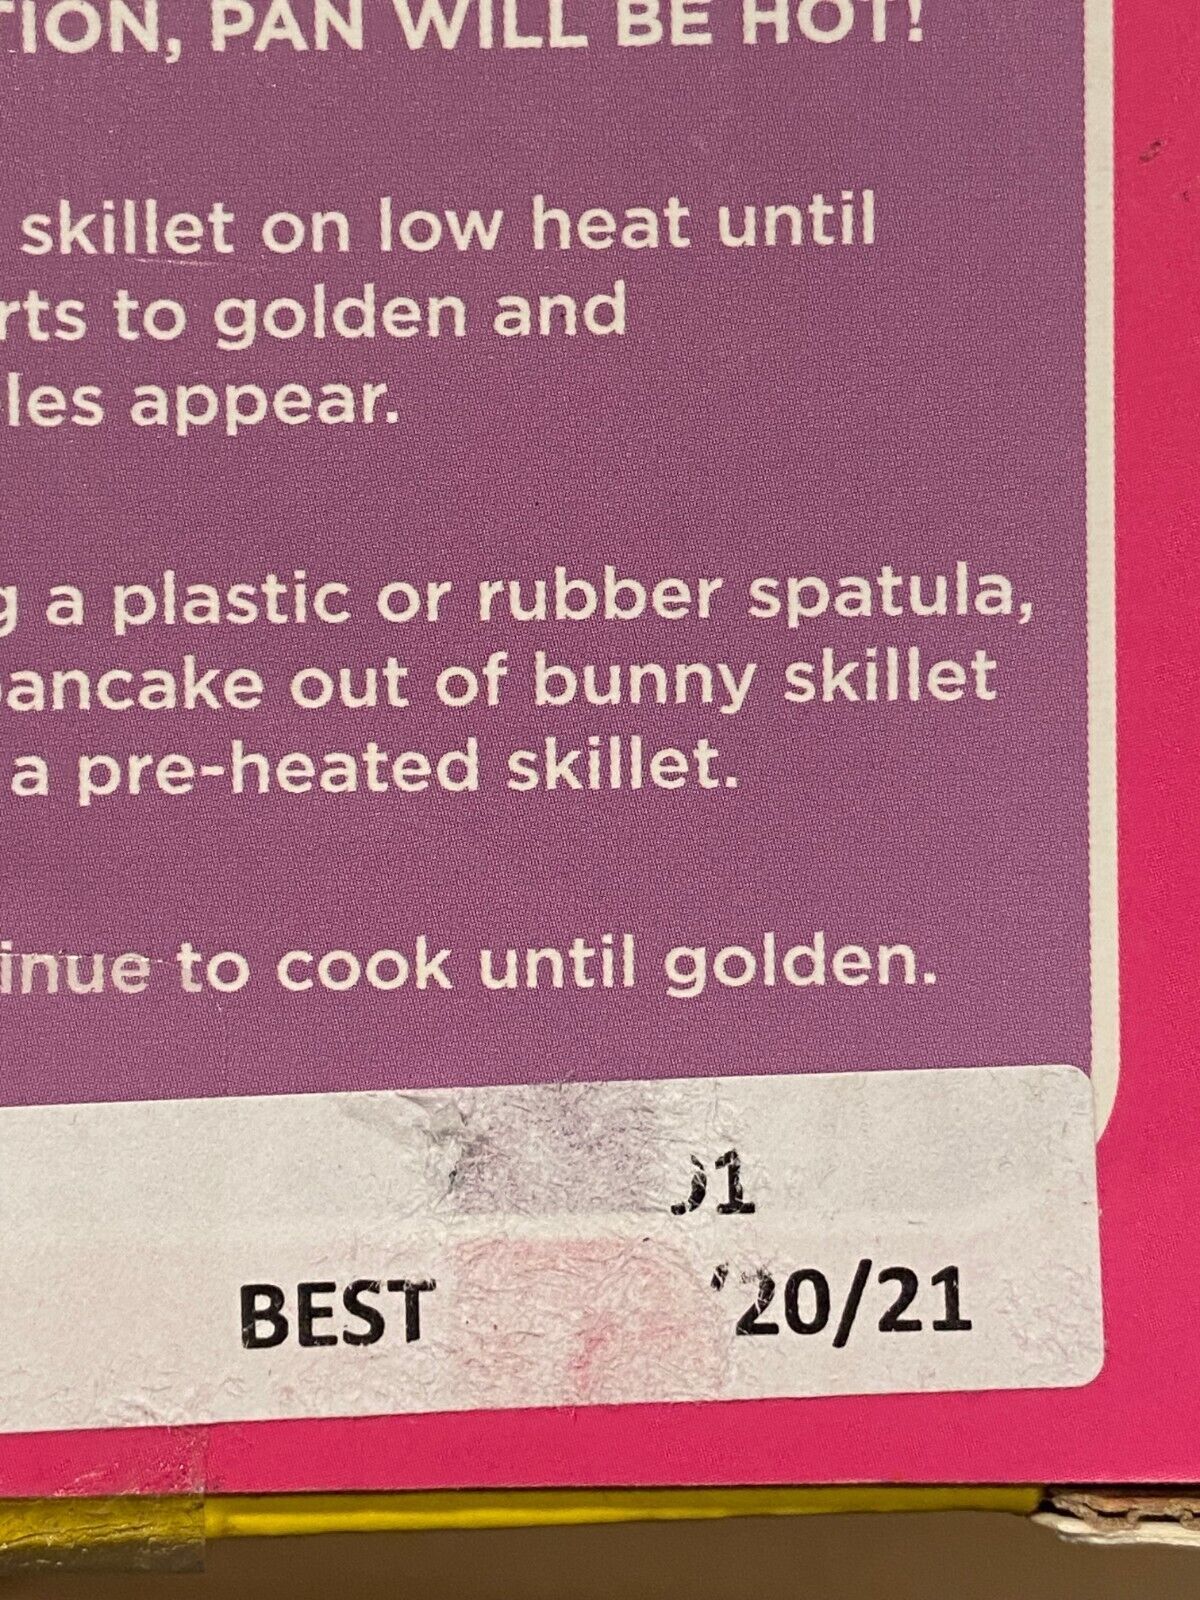 TION, PAN WILL BE HOT!
skillet on low heat until
rts to golden and
les appear.
g a plastic or rubber spatula,
ancake out of bunny skillet
a pre-heated skillet.
inue to cook until golden.
1
BEST 20/21